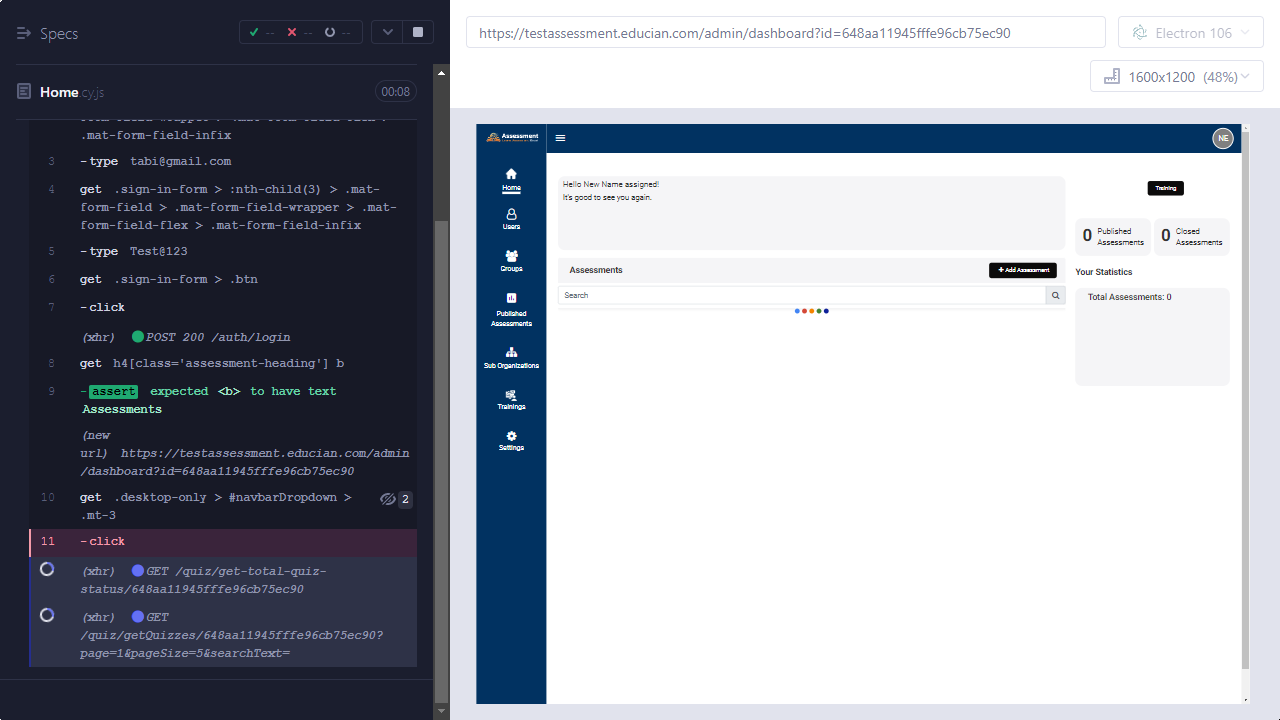 Specs
-- -- --
https://testassessment.educian.com/admin/dashboard?id=648aa11945fffe96cb75ec90
Electron 106
1600x1200 (48%)
Home.cy.js
00:08
.mat-form-field-infix
3 -type tabi@gmail.com
4 get .sign-in-form > :nth-child(3) > .mat-
form-field > .mat-form-field-wrapper > .mat-
form-field-flex > .mat-form-field-infix
5 -type Test@123
6 get .sign-in-form > .btn
7 -click
(xhr) POST 200 /auth/login
8 get h4[class='assessment-heading'] b
9 -assert expected <b> to have text
Assessments
(new
url) https://testassessment.educian.com/admin
/dashboard?id=648aa11945fffe96cb75ec90
10 get .desktop-only > #navbarDropdown >
.mt-3
2
11 -click
(xhr) GET /quiz/get-total-quiz-
status/648aa11945fffe96cb75ec90
(xhr) GET
/quiz/getQuizzes/648aa11945fffe96cb75ec90?
page=1&pageSize=5&searchText=
Assessment
NE
Home
Users
Groups
Published
Assessments
Sub Organizations
Trainings
Settings
Hello New Name assigned!
It's good to see you again.
Assessments
+ Add Assessment
Search
Training
0 Published
Assessments
0 Closed
Assessments
Your Statistics
Total Assessments: 0